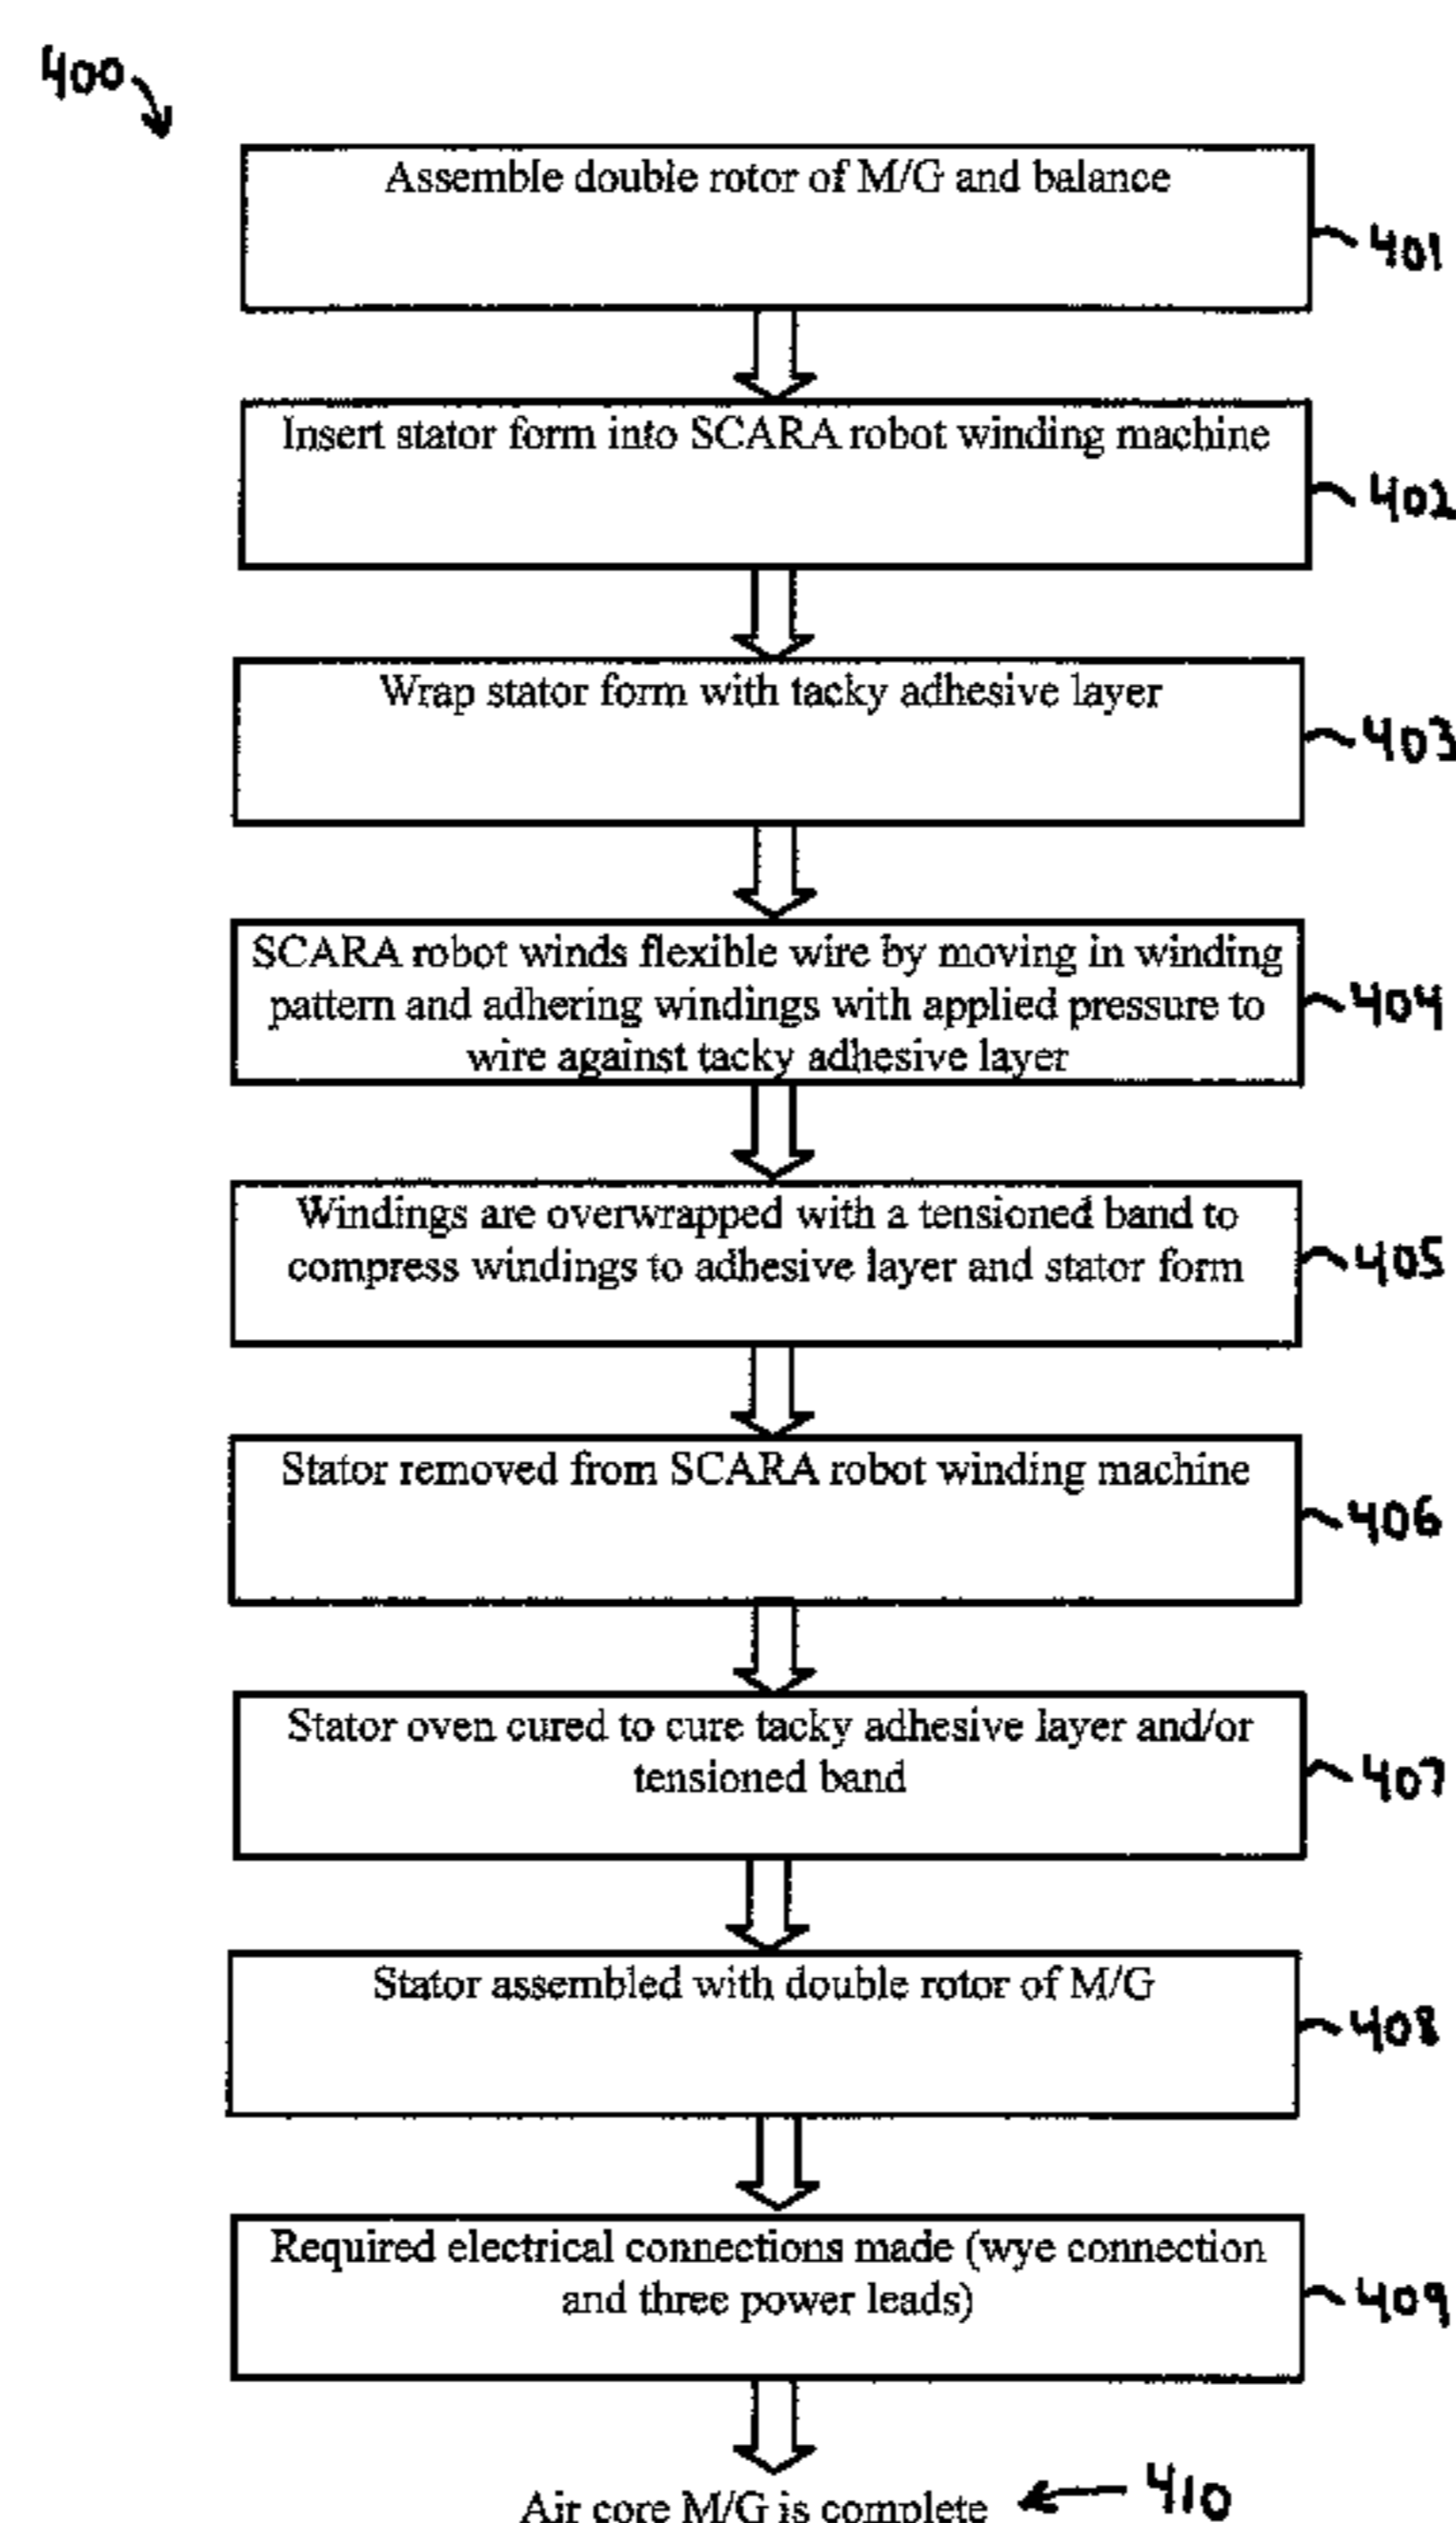 400
Assemble double rotor of M/G and balance
401
Insert stator form into SCARA robot winding machine
402
Wrap stator form with tacky adhesive layer
403
SCARA robot winds flexible wire by moving in winding
pattern and adhering windings with applied pressure to
wire against tacky adhesive layer
404
Windings are overwrapped with a tensioned band to
compress windings to adhesive layer and stator form
405
Stator removed from SCARA robot winding machine
406
Stator oven cured to cure tacky adhesive layer and/or
tensioned band
407
Stator assembled with double rotor of M/G
408
Required electrical connections made (wye connection
and three power leads)
409
Air core M/G is complete
410